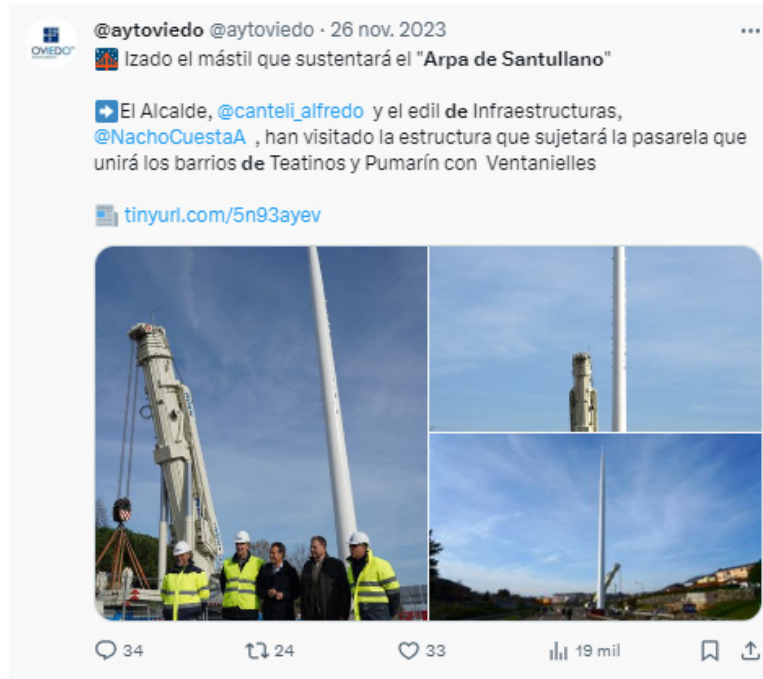 @aytoviedo @aytoviedo · 26 nov. 2023
OVIEDO
Izado el mástil que sustentará el "Arpa de Santullano"
El Alcalde, @canteli_alfredo y el edil de Infraestructuras,
@NachoCuestaA , han visitado la estructura que sujetará la pasarela que
unirá los barrios de Teatinos y Pumarín con Ventanielles
tinyurl.com/5n93ayev
34 24 33 19 mil